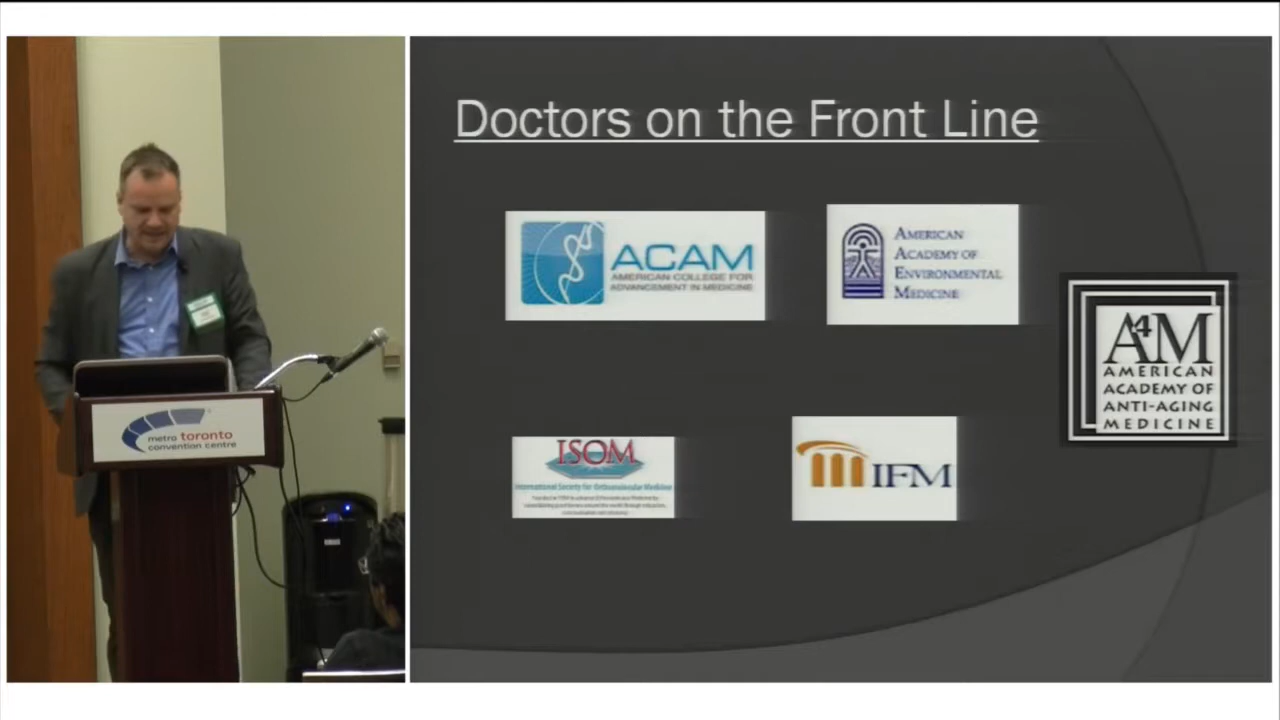 Doctors on the Front Line
ACAM
AMERICAN COLLEGE FOR
ADVANCEMENT IN MEDICINE
AMERICAN
ACADEMY OF
ENVIRONMENTAL
MEDICINE
A4M
AMERICAN
ACADEMY OF
ANTI-AGING
MEDICINE
ISOM
International Society for Orthomolecular Medicine
IFM
metro toronto
convention centre